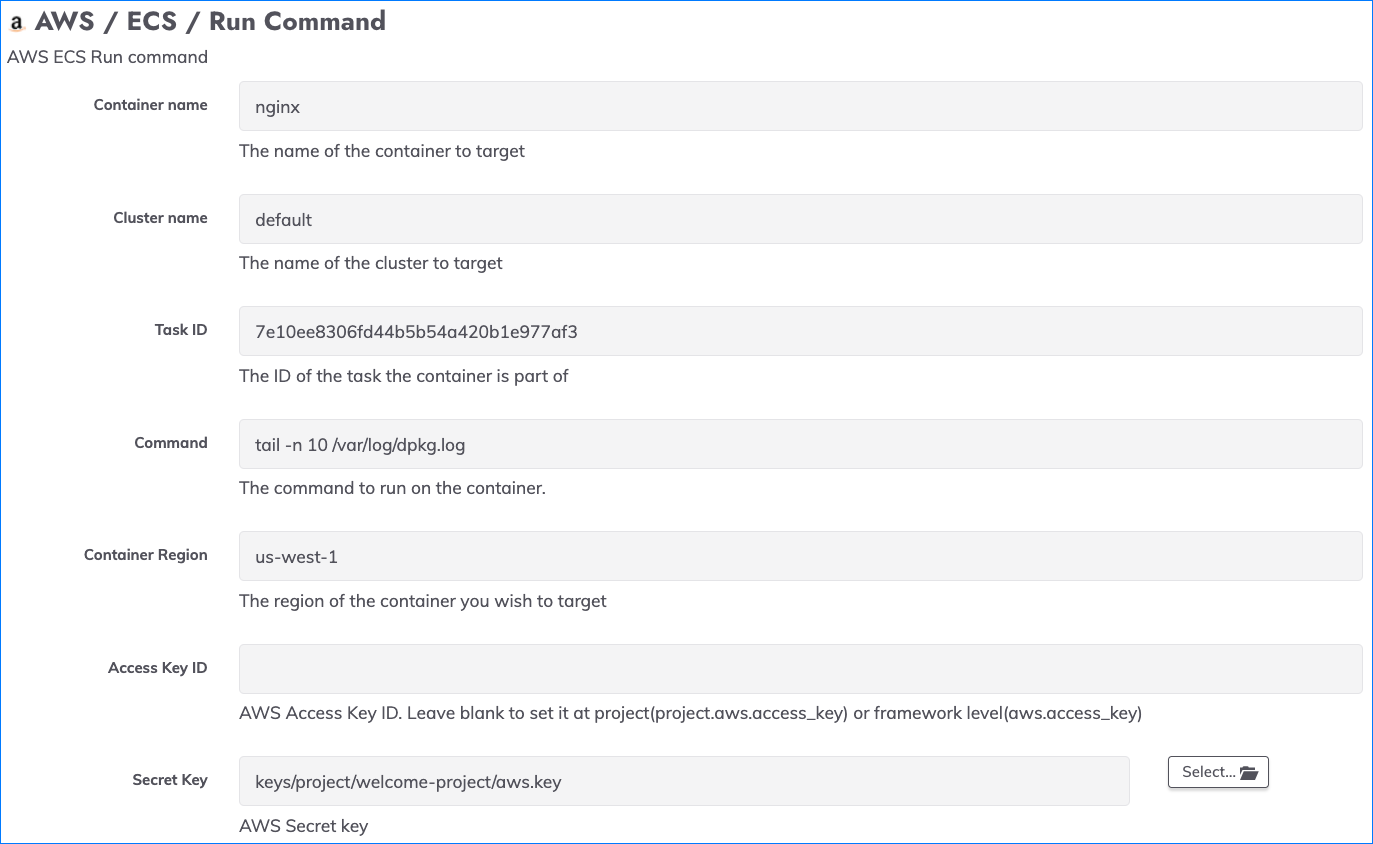 AWS / ECS / Run Command
AWS ECS Run command
Container name
nginx
The name of the container to target
Cluster name
default
The name of the cluster to target
Task ID
7e10ee8306fd44b5b54a420b1e977af3
The ID of the task the container is part of
Command
tail -n 10 /var/log/dpkg.log
The command to run on the container.
Container Region
us-west-1
The region of the container you wish to target
Access Key ID
AWS Access Key ID. Leave blank to set it at project(project.aws.access_key) or framework level(aws.access_key)
Secret Key
keys/project/welcome-project/aws.key
Select...
AWS Secret key